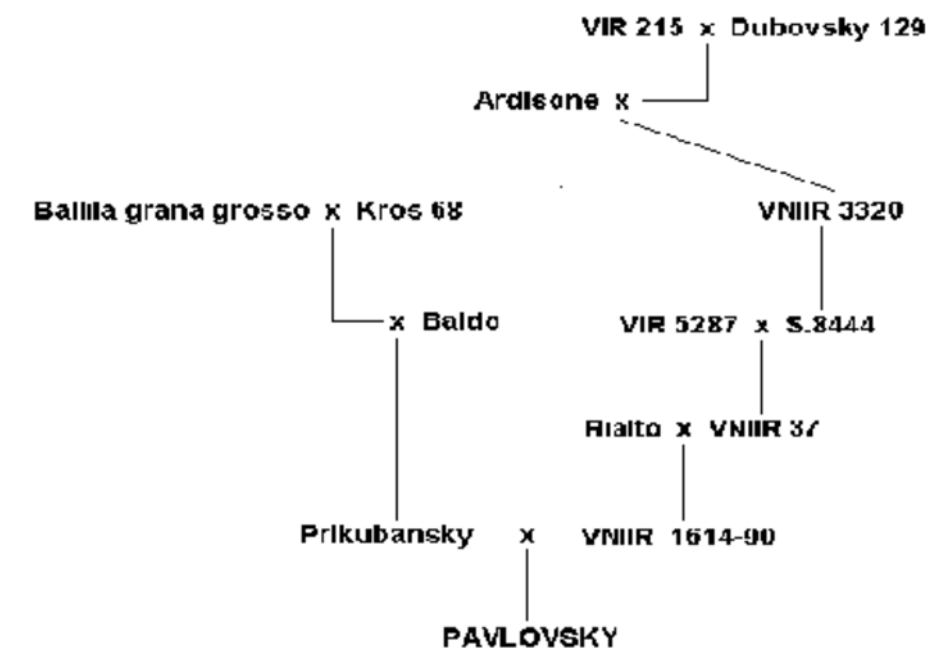 VIR 215 x Dubovsky 129
Ardisone x
Balilla grana grosso x Kros 68
VNIIR 3320
x Baldo
VIR 5287 x S.8444
Rialto x VNIIR 37
Prikubansky x VNIIR 1614-90
PAVLOVSKY